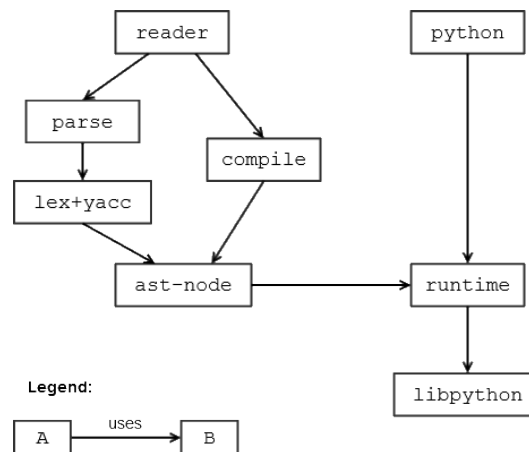 reader
python
parse
compile
lex+yacc
ast-node
runtime
libpython
Legend:
A
uses
B